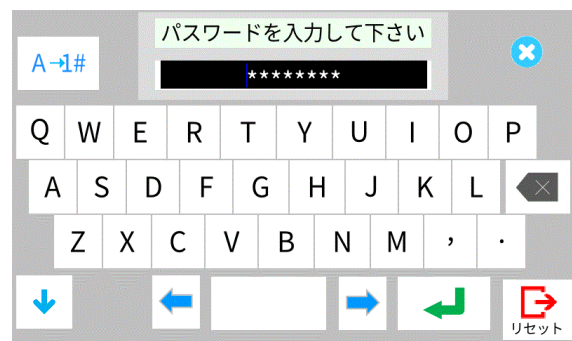 パスワードを入力して下さい
A→1#
********
Q W E R T Y U I O P
A S D F G H J K L
Z X C V B N M , .
リセット